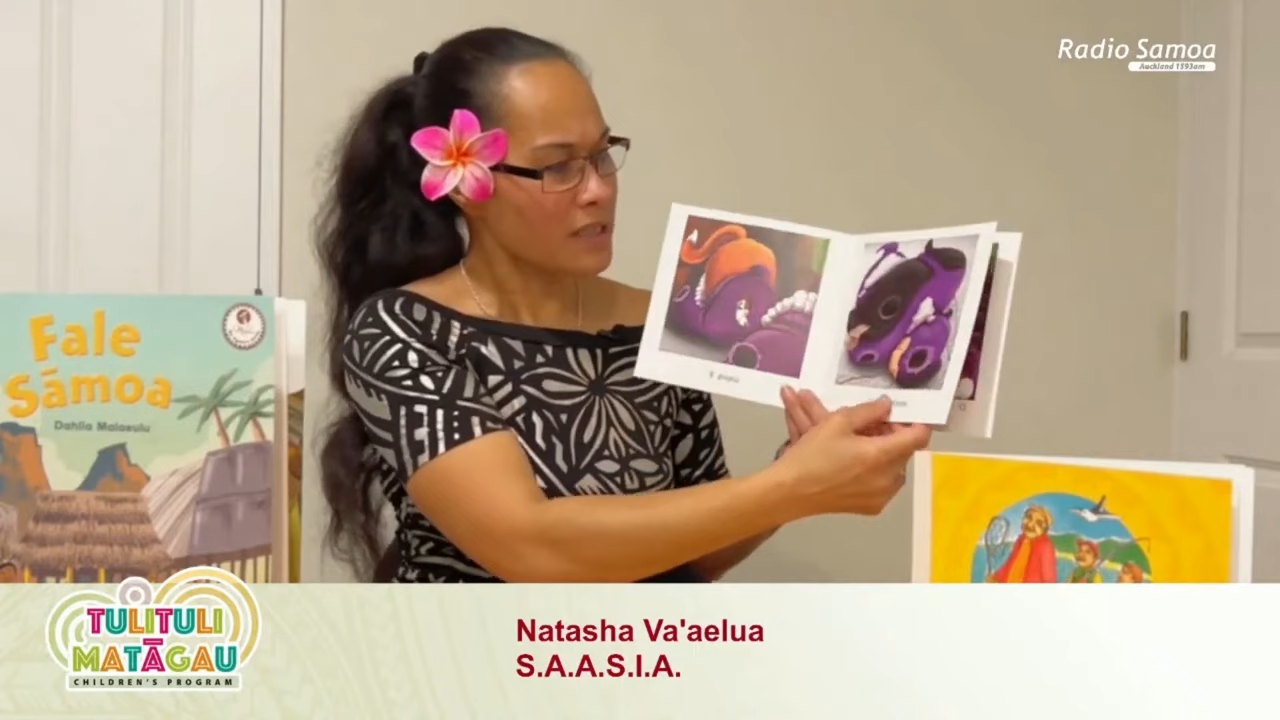 Radio Samoa
Auckland 1593am
Fale
Sāmoa
Dahlia Malaeulu
TULITULI
MATĀGAU
CHILDREN'S PROGRAM
Natasha Va'aelua
S.A.A.S.I.A.